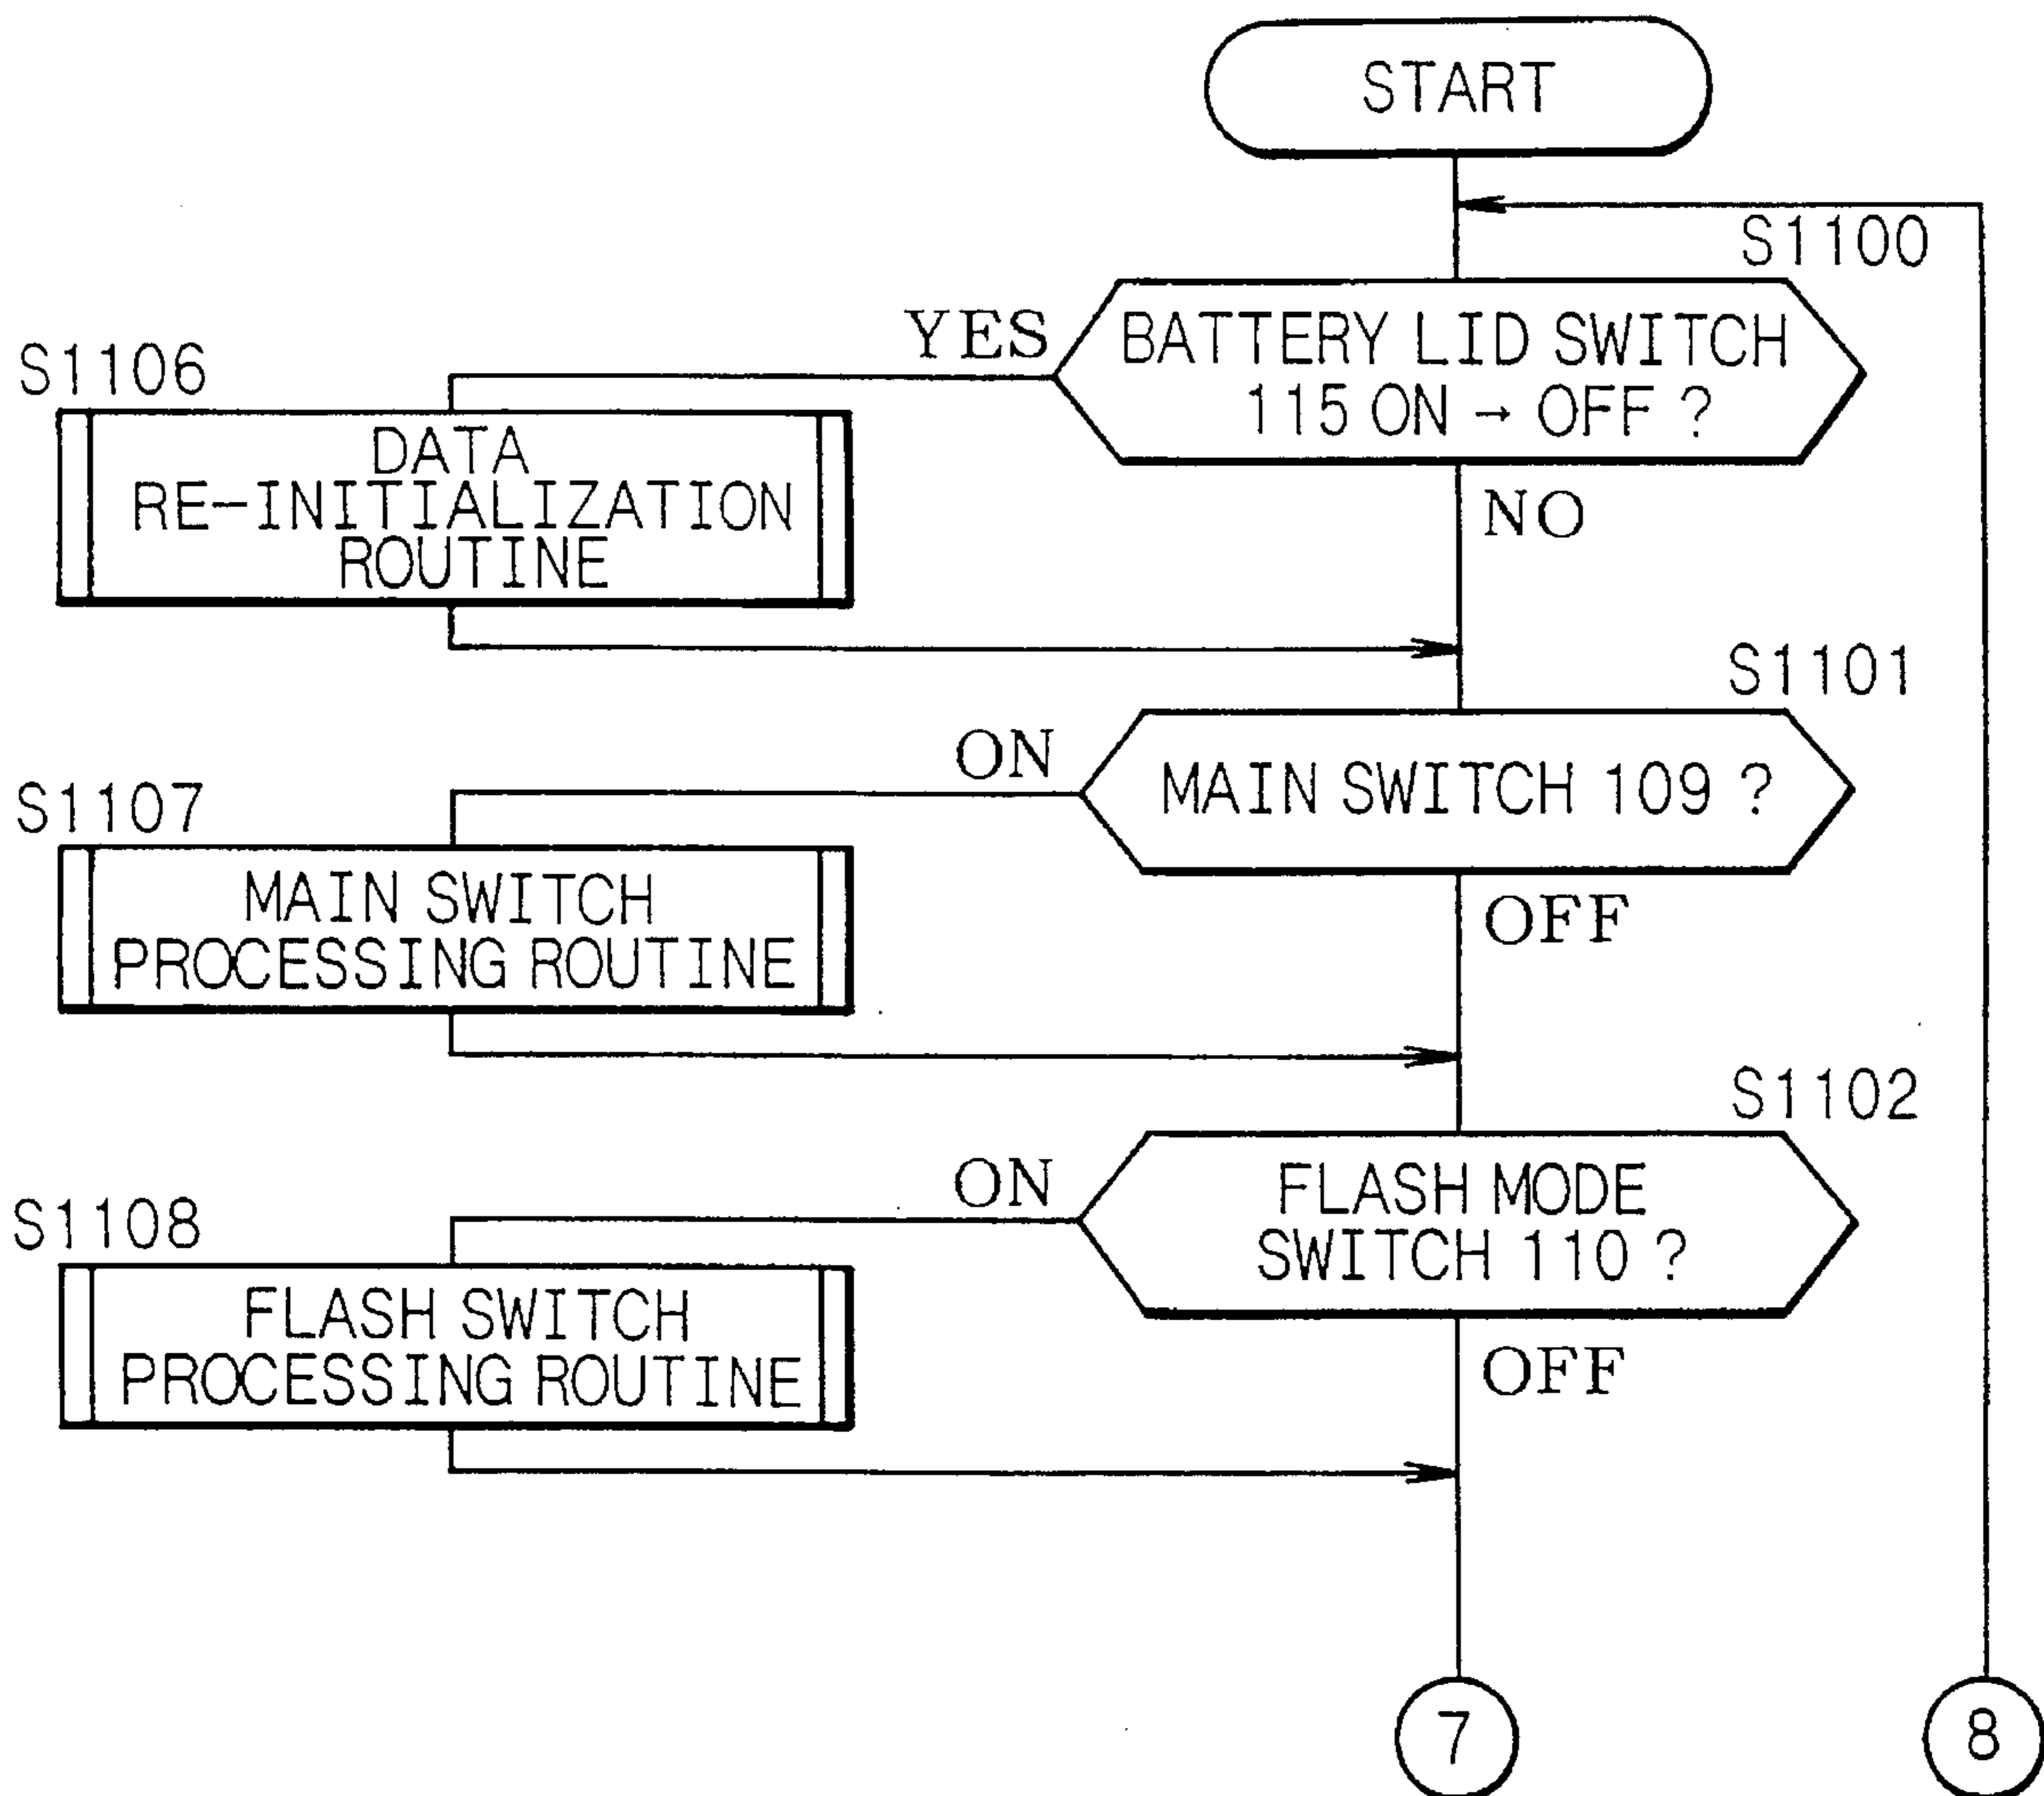 START
S1100
BATTERY LID SWITCH
115 ON → OFF ?
YES
NO
S1106
DATA
RE-INITIALIZATION
ROUTINE
S1101
MAIN SWITCH 109 ?
ON
OFF
S1107
MAIN SWITCH
PROCESSING ROUTINE
S1102
FLASH MODE
SWITCH 110 ?
ON
OFF
S1108
FLASH SWITCH
PROCESSING ROUTINE
7
8